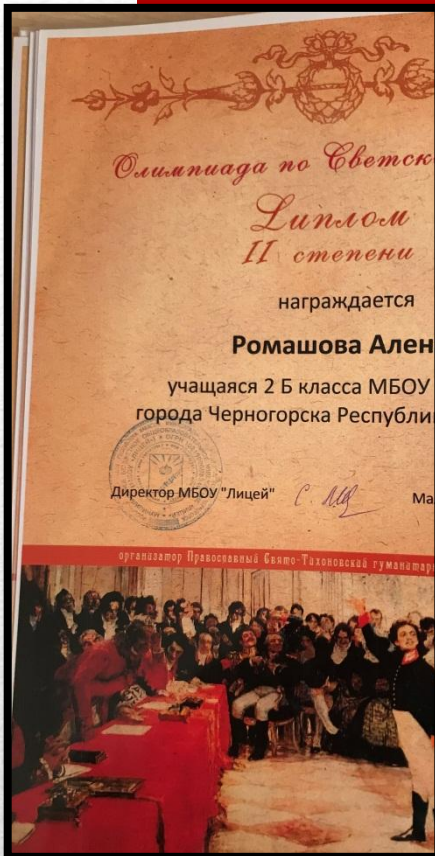 Олимпиада по Светск
Диплом
II степени
награждается
Ромашова Ален
учащаяся 2 Б класса МБОУ
города Черногорска Республи
Директор МБОУ "Лицей"
Ма
организатор Православный Свято-Тихоновский гуманитар